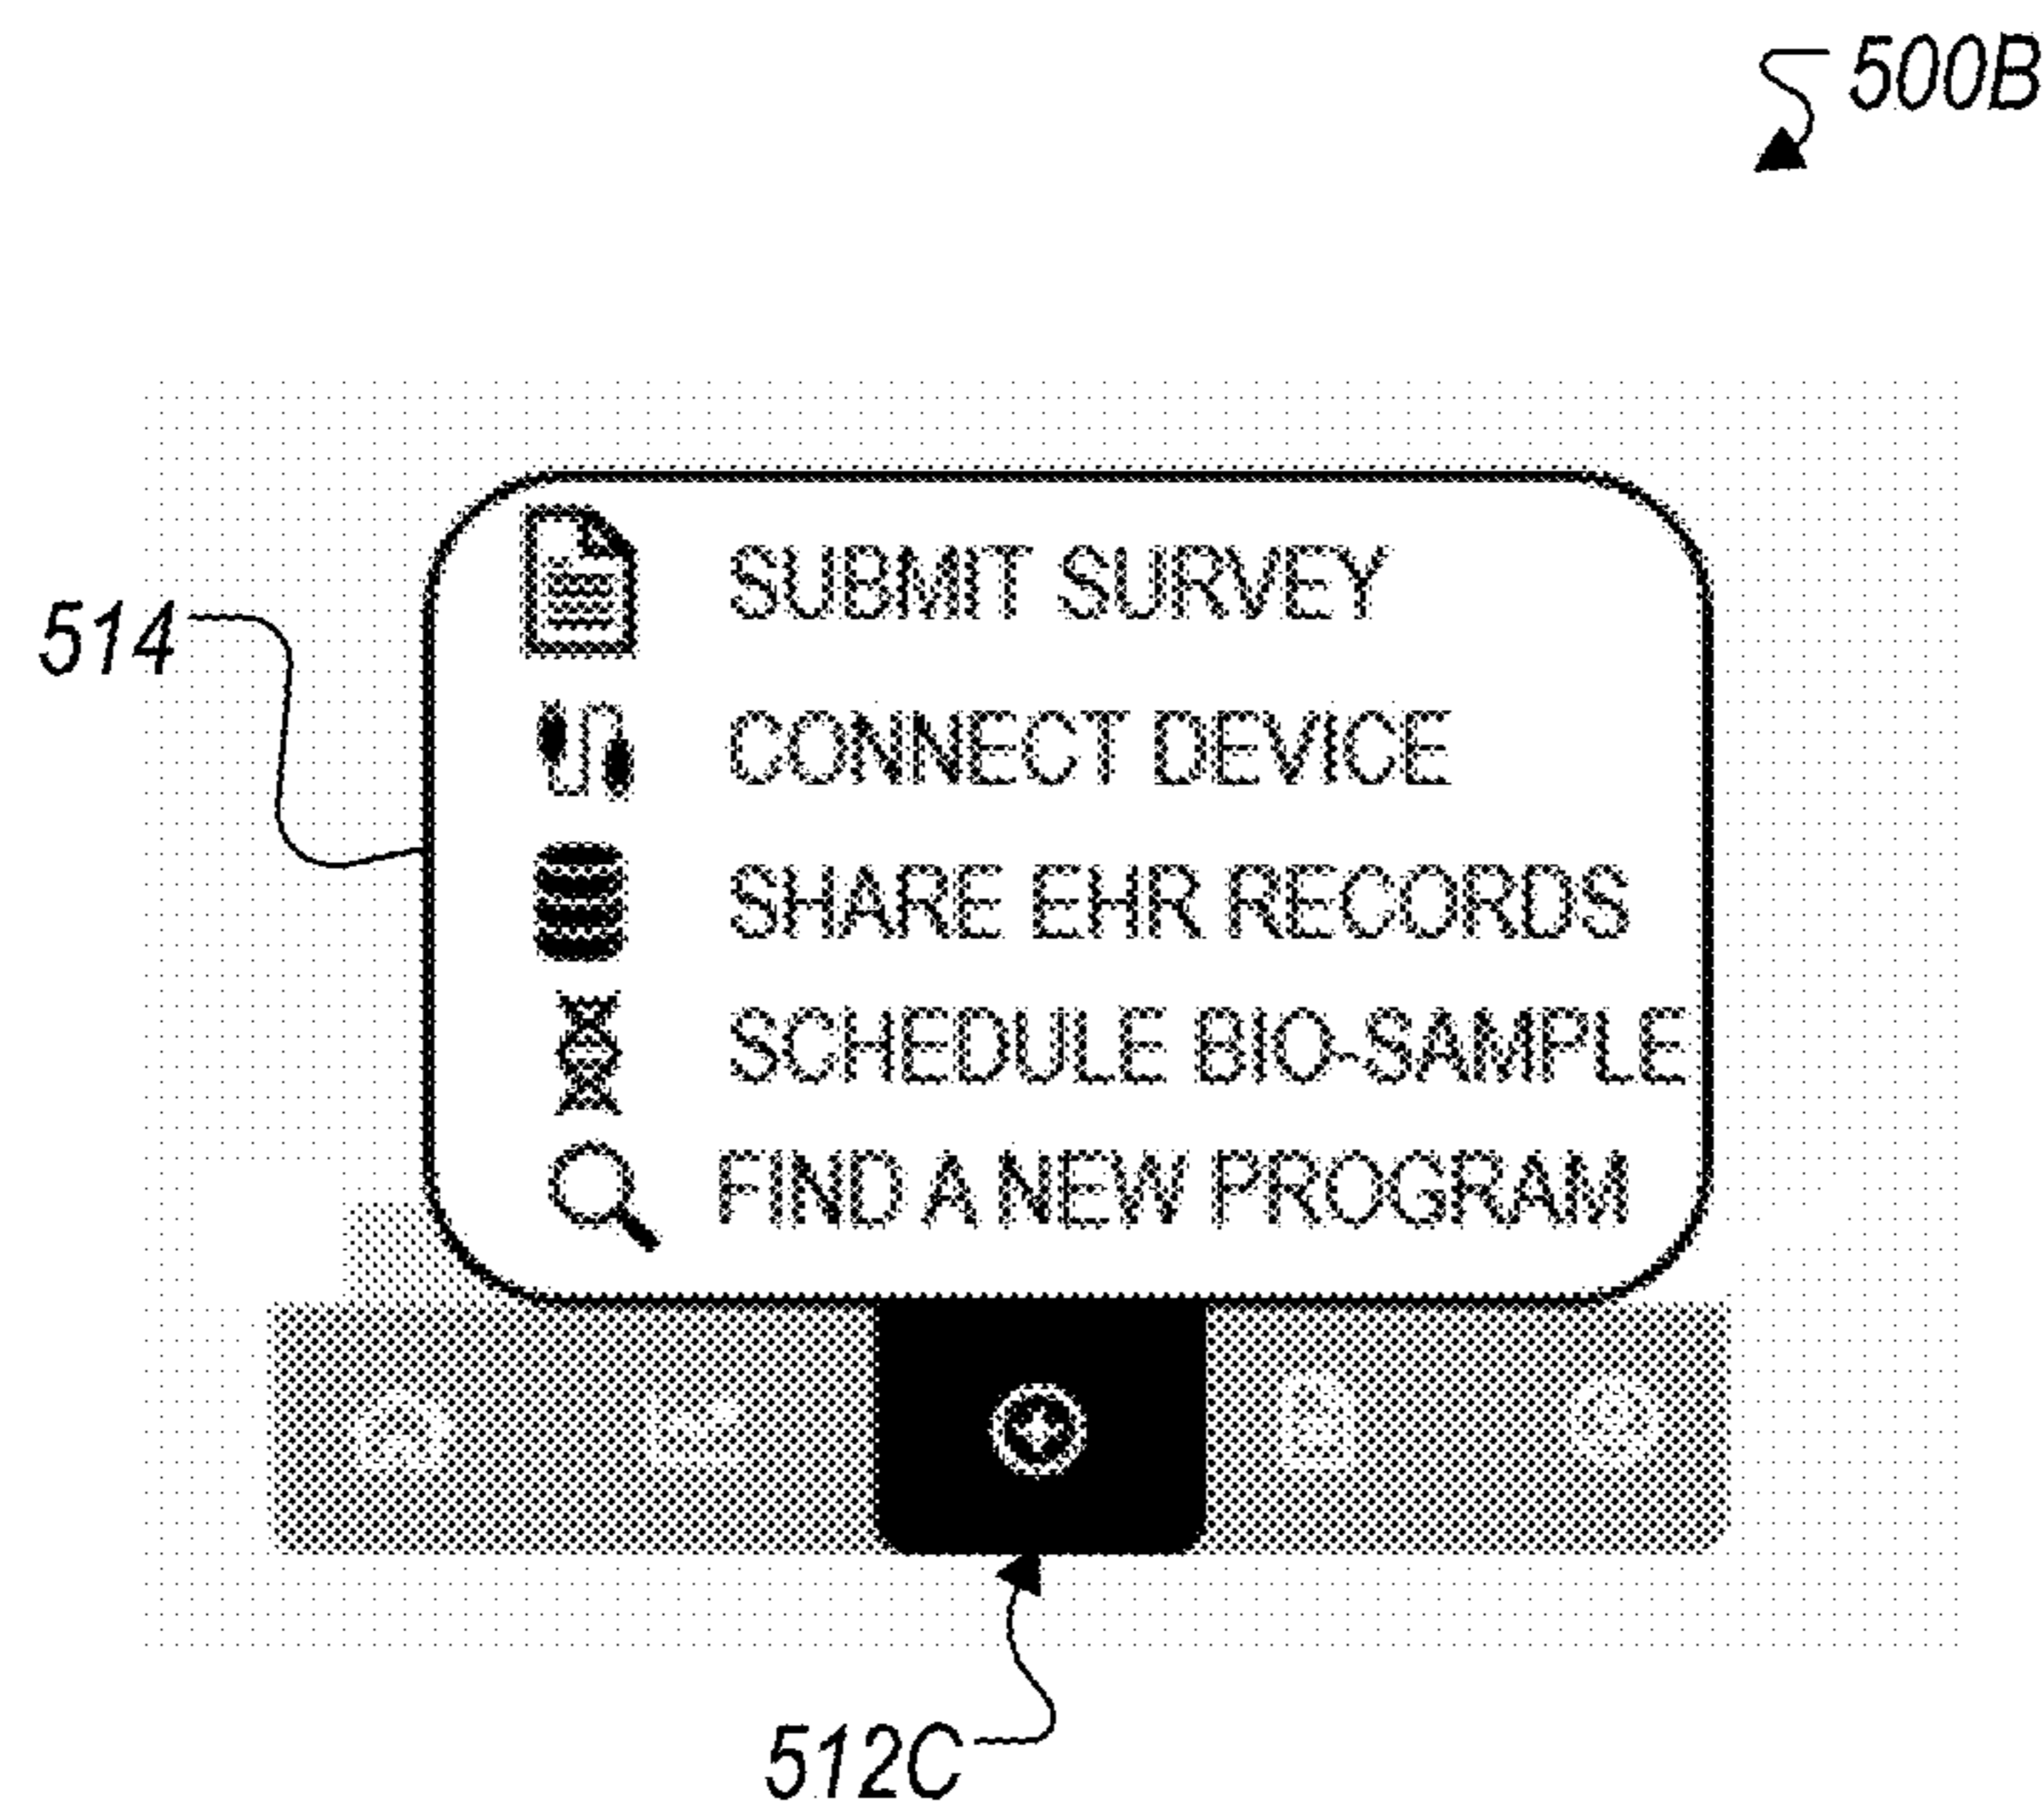 500B
SUBMIT SURVEY
514
CONNECT DEVICE
SHARE EHR RECORDS
SCHEDULE BIO-SAMPLE
FIND A NEW PROGRAM
512C